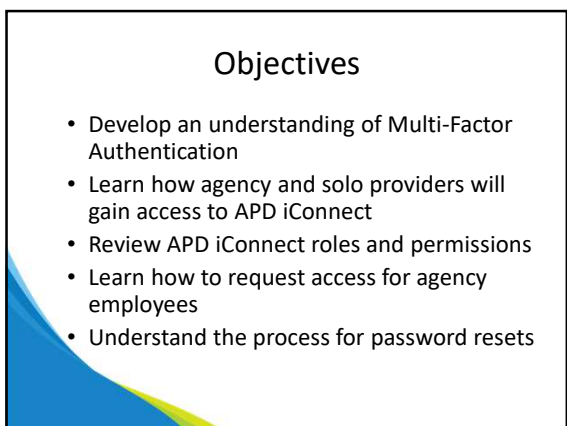 Objectives
• Develop an understanding of Multi-Factor
Authentication
• Learn how agency and solo providers will
gain access to APD iConnect
• Review APD iConnect roles and permissions
• Learn how to request access for agency
employees
• Understand the process for password resets